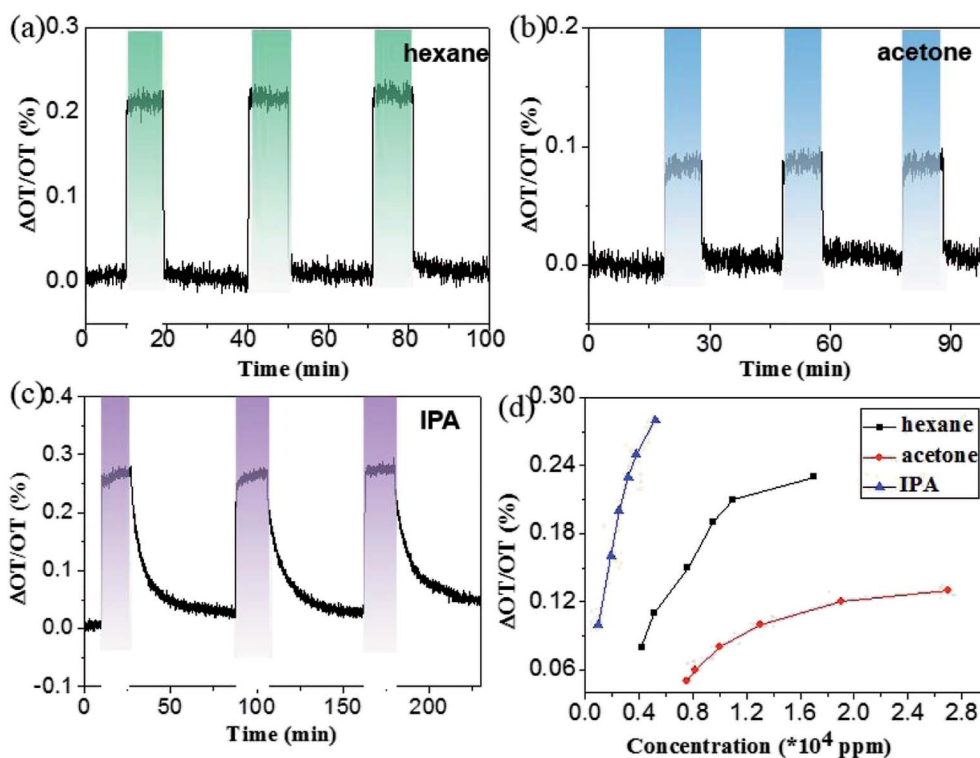 (a)
hexane
0.3
0.2
0.1
0.0
ΔOT/OT (%)
0 20 40 60 80 100
Time (min)
(b)
acetone
0.2
0.1
0.0
ΔOT/OT (%)
0 30 60 90
Time (min)
(c)
IPA
0.4
0.3
0.2
0.1
0.0
-0.1
ΔOT/OT (%)
0 50 100 150 200
Time (min)
(d)
0.30
0.24
0.18
0.12
0.06
ΔOT/OT (%)
hexane
acetone
IPA
0.0 0.4 0.8 1.2 1.6 2.0 2.4 2.8
Concentration (*10⁴ ppm)